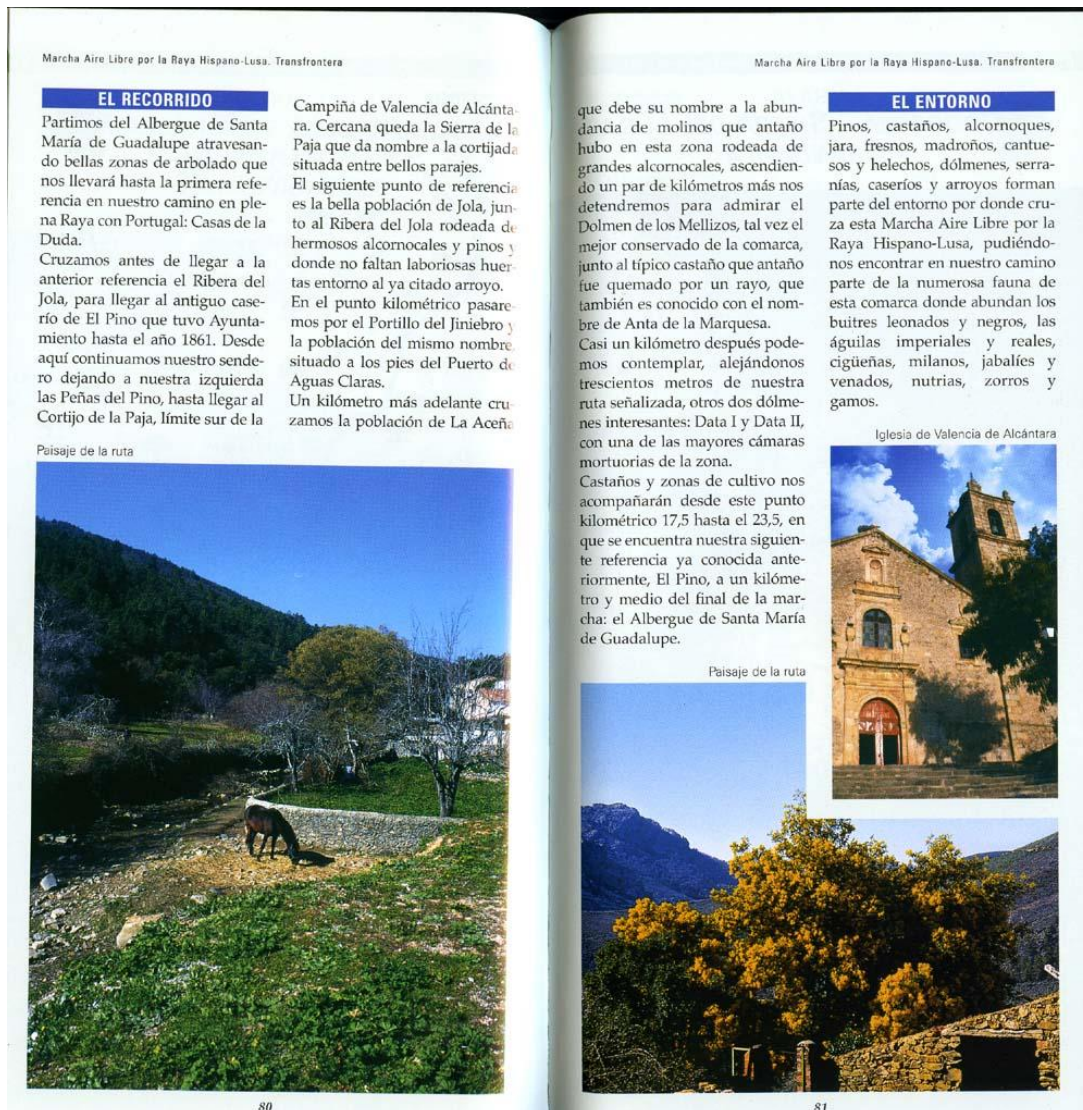 Marcha Aire Libre por la Raya Hispano-Lusa. Transfrontera
EL RECORRIDO
Partimos del Albergue de Santa
María de Guadalupe atravesan-
do bellas zonas de arbolado que
nos llevará hasta la primera refe-
rencia en nuestro camino en ple-
na Raya con Portugal: Casas de la
Duda.
Cruzamos antes de llegar a la
anterior referencia el Ribera del
Jola, para llegar al antiguo case-
río de El Pino que tuvo Ayunta-
miento hasta el año 1861. Desde
aquí continuamos nuestro sende-
ro dejando a nuestra izquierda
las Peñas del Pino, hasta llegar al
Cortijo de la Paja, límite sur de la
Campiña de Valencia de Alcánta-
ra. Cercana queda la Sierra de la
Paja que da nombre a la cortijada
situada entre bellos parajes.
El siguiente punto de referencia
es la bella población de Jola, jun-
to al Ribera del Jola rodeada de
hermosos alcornocales y pinos y
donde no faltan laboriosas huer-
tas entorno al ya citado arroyo.
En el punto kilométrico pasare-
mos por el Portillo del Jiniebro y
la población del mismo nombre,
situado a los pies del Puerto de
Aguas Claras.
Un kilómetro más adelante cru-
zamos la población de La Aceña
Paisaje de la ruta
80
Marcha Aire Libre por la Raya Hispano-Lusa. Transfrontera
que debe su nombre a la abun-
dancia de molinos que antaño
hubo en esta zona rodeada de
grandes alcornocales, ascendien-
do un par de kilómetros más nos
detendremos para admirar el
Dolmen de los Mellizos, tal vez el
mejor conservado de la comarca,
junto al típico castaño que antaño
fue quemado por un rayo, que
también es conocido con el nom-
bre de Anta de la Marquesa.
Casi un kilómetro después pode-
mos contemplar, alejándonos
trescientos metros de nuestra
ruta señalizada, otros dos dólme-
nes interesantes: Data I y Data II,
con una de las mayores cámaras
mortuorias de la zona.
Castaños y zonas de cultivo nos
acompañarán desde este punto
kilométrico 17,5 hasta el 23,5, en
que se encuentra nuestra siguien-
te referencia ya conocida ante-
riormente, El Pino, a un kilóme-
tro y medio del final de la mar-
cha: el Albergue de Santa María
de Guadalupe.
Paisaje de la ruta
EL ENTORNO
Pinos, castaños, alcornoques,
jara, fresnos, madroños, cantue-
sos y helechos, dólmenes, serra-
nías, caseríos y arroyos forman
parte del entorno por donde cru-
za esta Marcha Aire Libre por la
Raya Hispano-Lusa, pudiéndo-
nos encontrar en nuestro camino
parte de la numerosa fauna de
esta comarca donde abundan los
buitres leonados y negros, las
águilas imperiales y reales,
cigüeñas, milanos, jabalíes y
venados, nutrias, zorros y
gamos.
Iglesia de Valencia de Alcántara
81